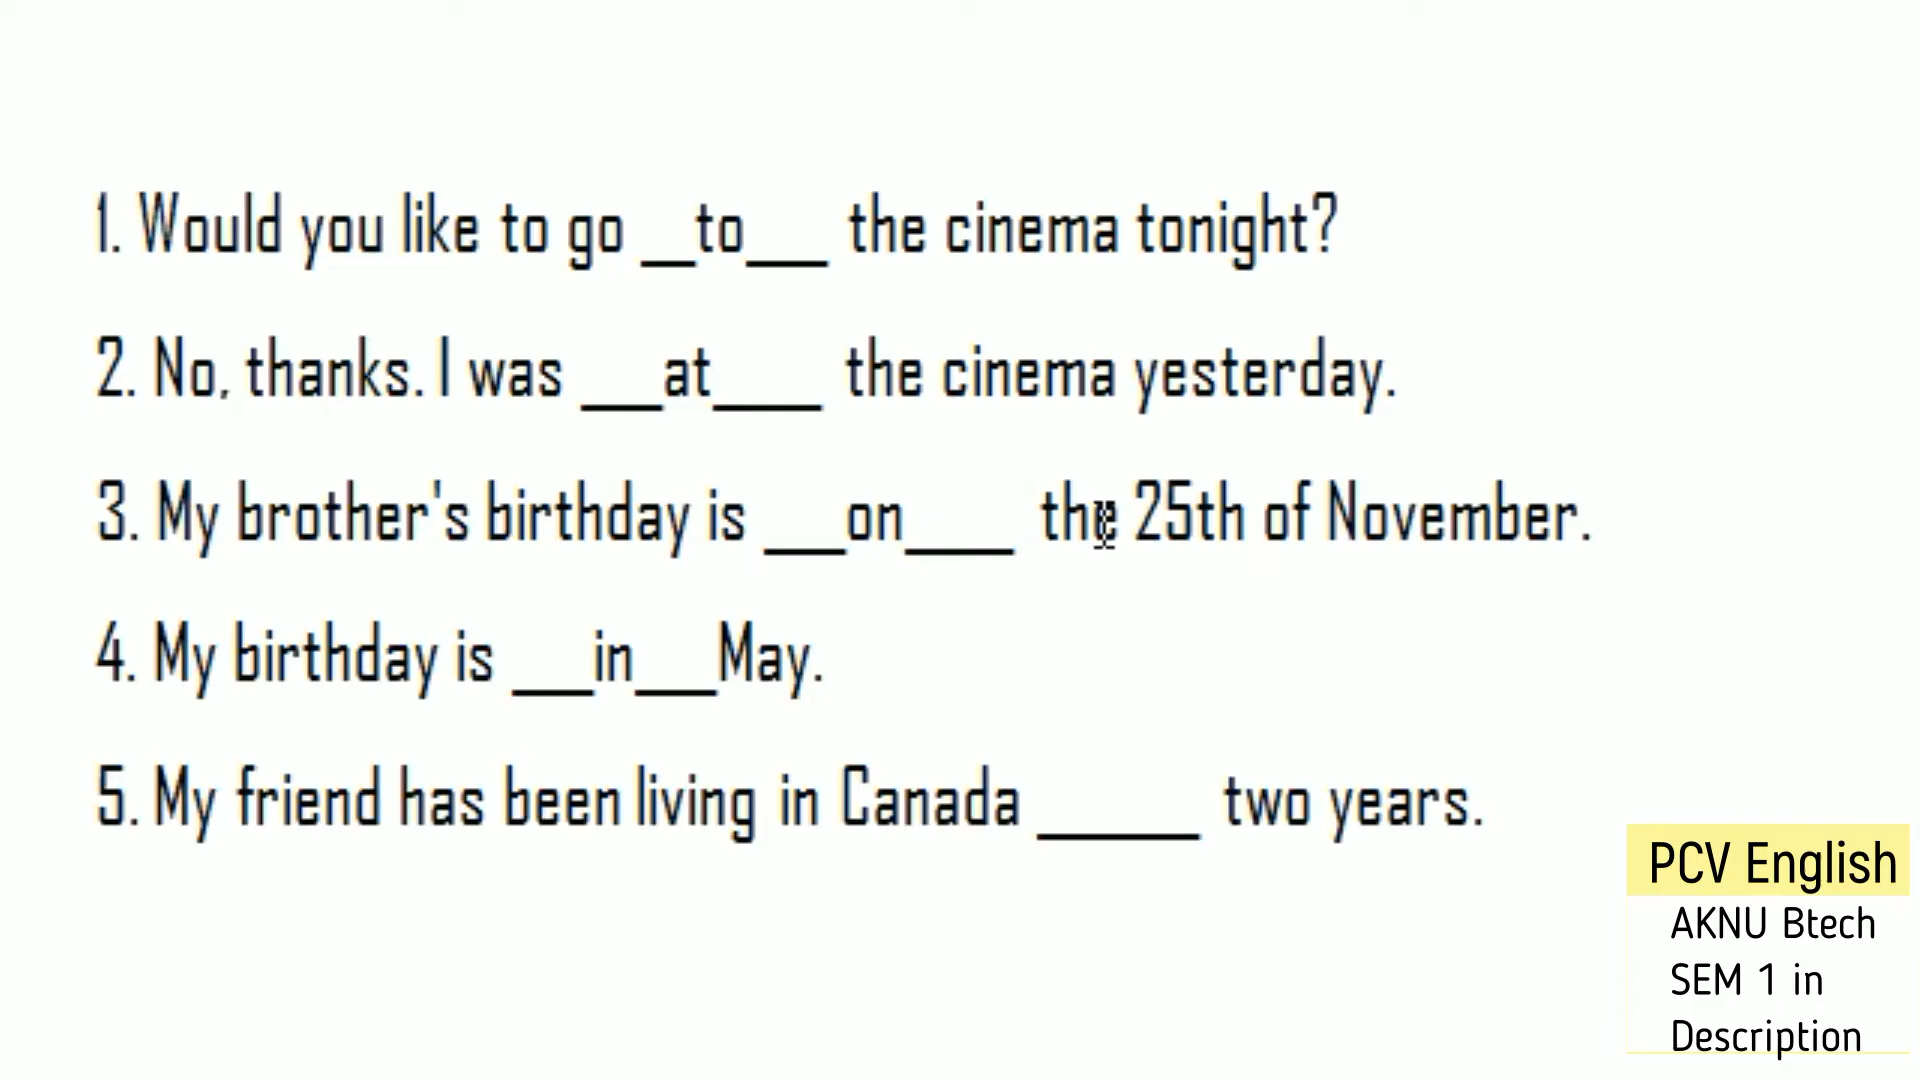 1. Would you like to go __to___ the cinema tonight?
2. No, thanks. I was ___at____ the cinema yesterday.
3. My brother's birthday is ___on____ the 25th of November.
4. My birthday is ___in___May.
5. My friend has been living in Canada ______ two years.
PCV English
AKNU Btech
SEM 1 in
Description